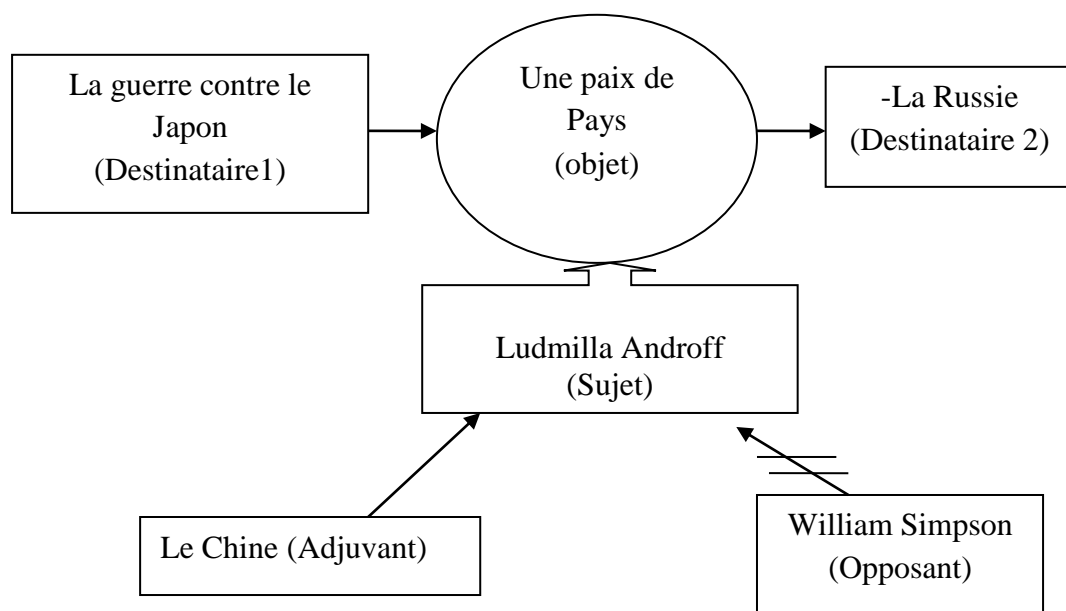 La guerre contre le
Japon
(Destinataire1)
Une paix de
Pays
(objet)
-La Russie
(Destinataire 2)
Ludmilla Androff
(Sujet)
Le Chine (Adjuvant)
William Simpson
(Opposant)